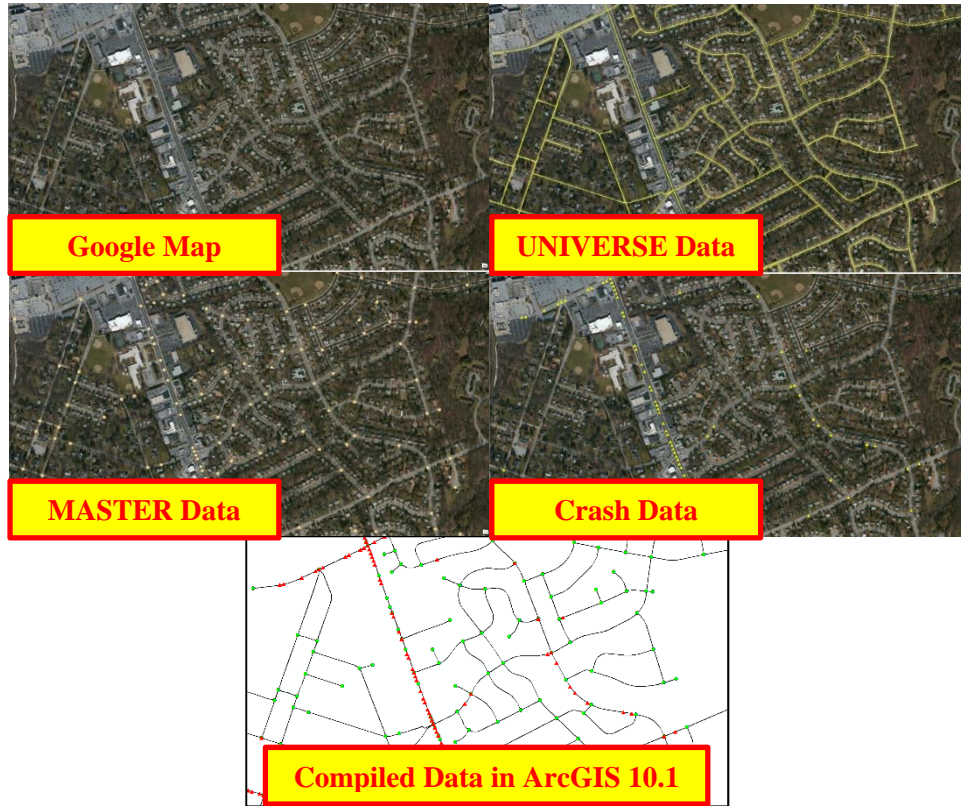 Google Map
UNIVERSE Data
MASTER Data
Crash Data
Compiled Data in ArcGIS 10.1